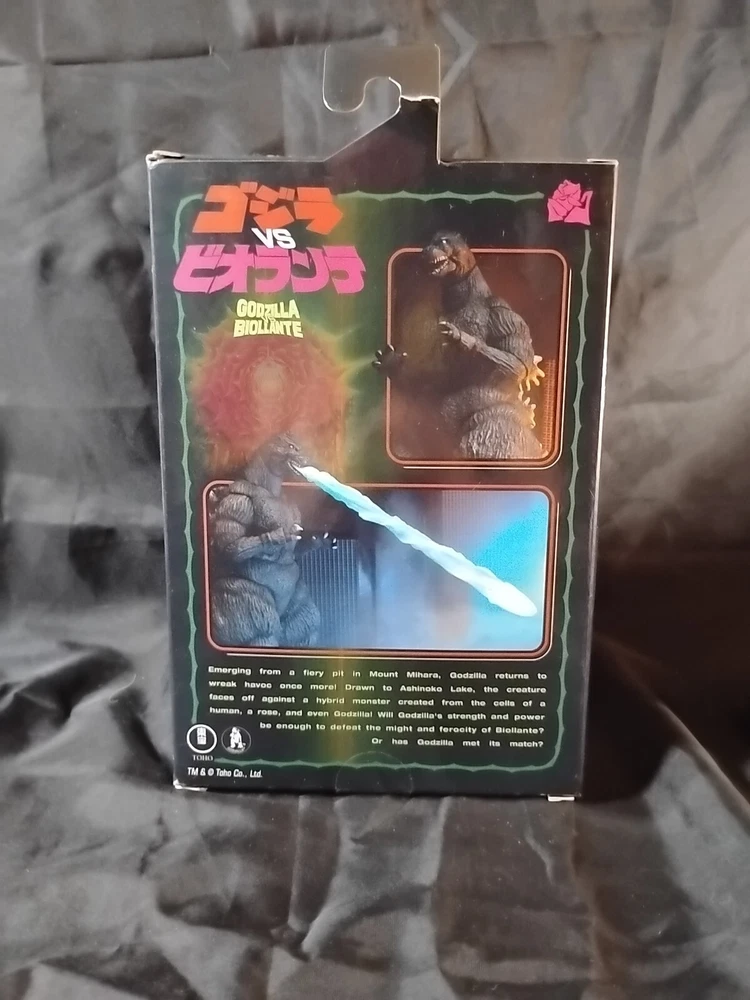 ゴジラ
VS
ビオランテ
GODZILLA
VS
BIOLLANTE
Emerging from a fiery pit in Mount Mihara, Godzilla returns to
wreak havoc once more! Drawn to Ashinoko Lake, the creature
faces off against a hybrid monster created from the cells of a
human, a rose, and even Godzilla! Will Godzilla's strength and power
be enough to defeat the might and ferocity of Biollante?
Or has Godzilla met its match?
TOHO
TM & © Toho Co., Ltd.